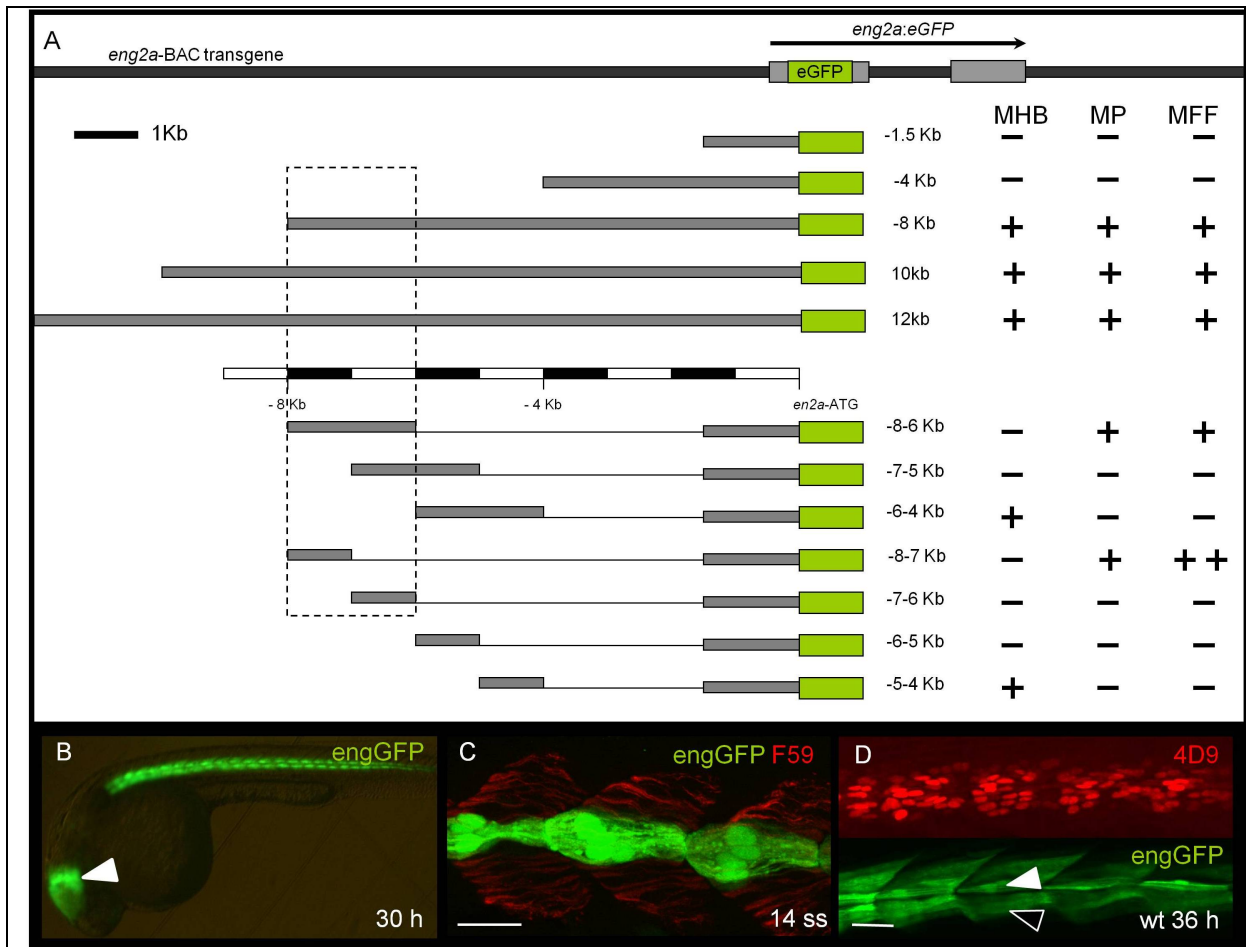 A
eng2a:eGFP
eng2a-BAC transgene
eGFP
1Kb
MHB MP MFF
-1.5 Kb − − −
-4 Kb − − −
-8 Kb + + +
10kb + + +
12kb + + +
- 8 Kb - 4 Kb en2a-ATG
-8-6 Kb − + +
-7-5 Kb − − −
-6-4 Kb + − −
-8-7 Kb − + ++
-7-6 Kb − − −
-6-5 Kb − − −
-5-4 Kb + − −
B engGFP
30 h
C engGFP F59
14 ss
D 4D9
engGFP
wt 36 h